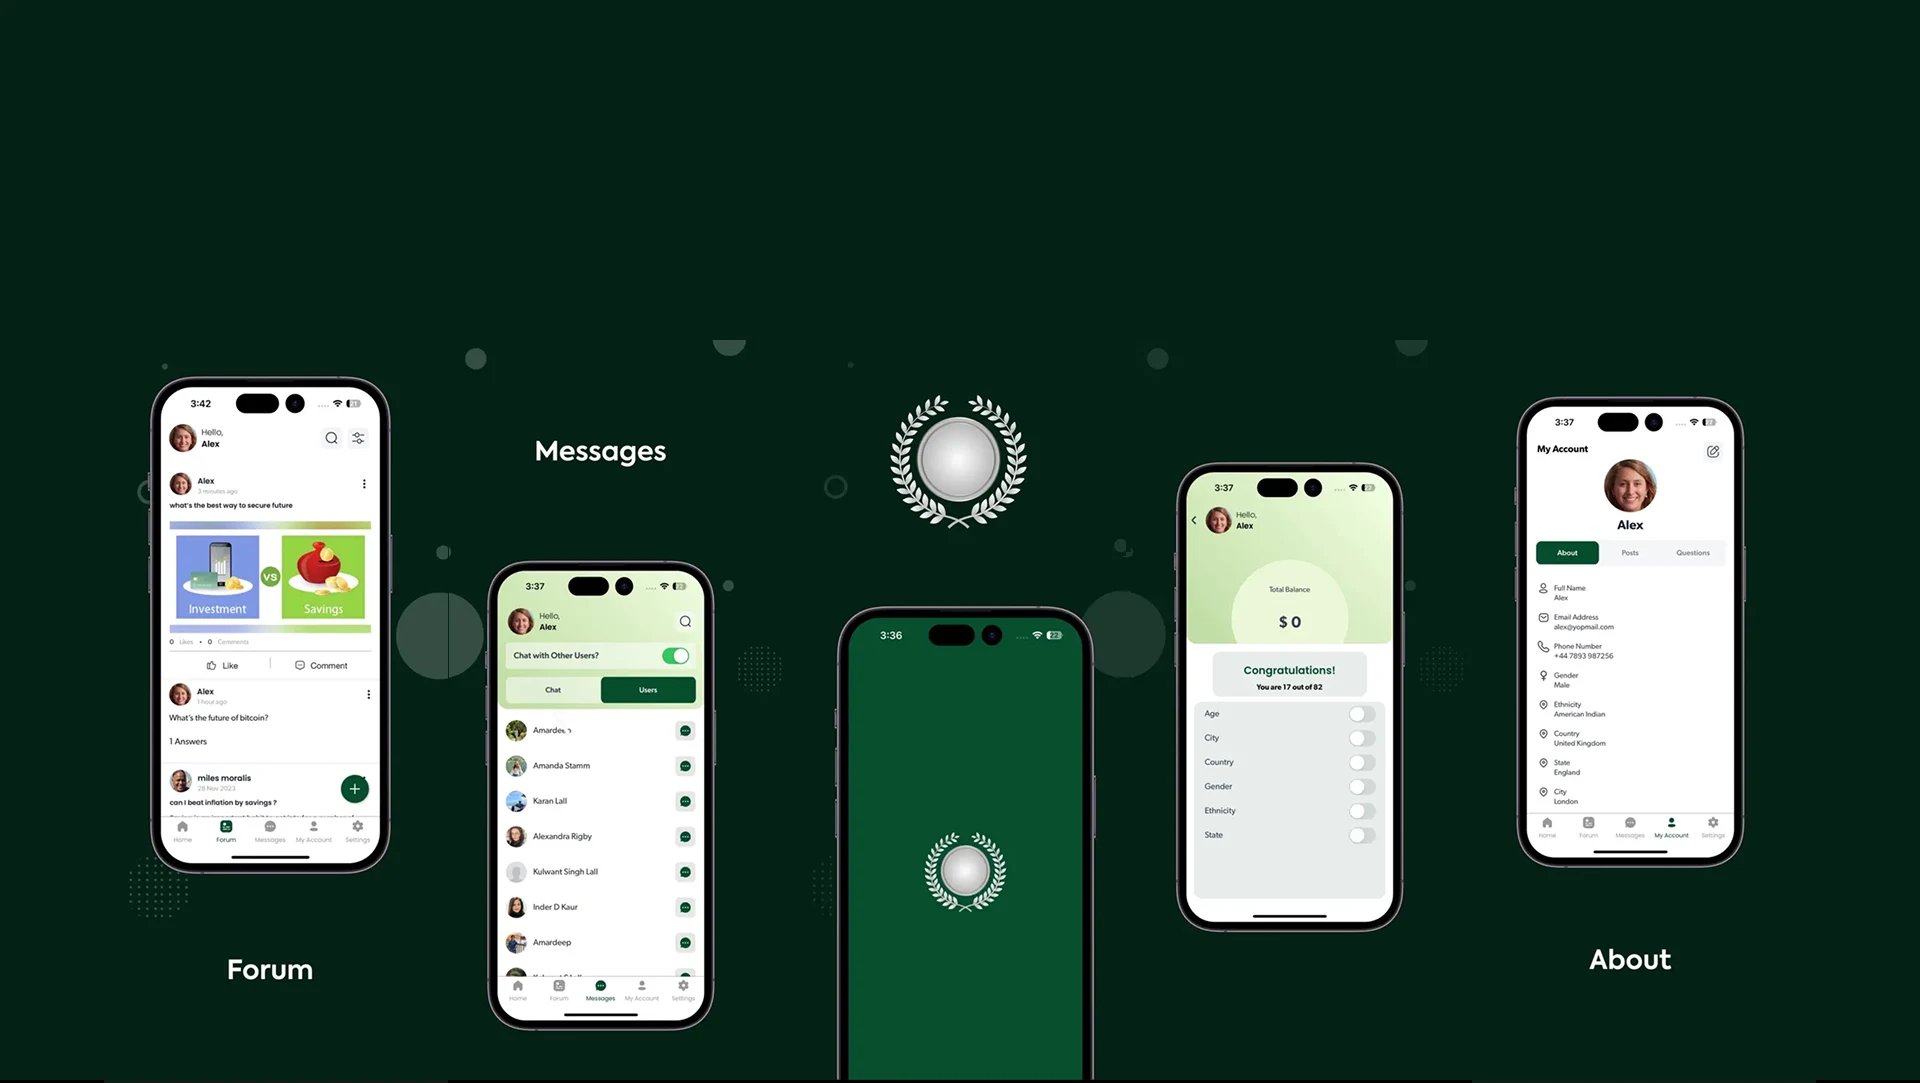 3:42
21
Hello,
Alex
Alex
3 minutes ago
what's the best way to secure future
Investment
VS
Savings
0 Likes • 0 Comments
Like
Comment
Alex
1 hour ago
What's the future of bitcoin?
1 Answers
miles moralis
28 Nov 2023
can I beat inflation by savings ?
Home
Forum
Messages
My Account
Settings
Forum
Messages
3:37
22
Hello,
Alex
Chat with Other Users?
Chat
Users
Amanda Stamm
Karan Lall
Alexandra Rigby
Kulwant Singh Lall
Inder D Kaur
Amardeep
Home
Forum
Messages
My Account
Settings
3:36
22
3:37
22
Hello,
Alex
Total Balance
$ 0
Congratulations!
You are 17 out of 82
Age
City
Country
Gender
Ethnicity
State
3:37
22
My Account
Alex
About
Posts
Questions
Full Name
Alex
Email Address
alex@yopmail.com
Phone Number
+44 7893 987256
Gender
Male
Ethnicity
American Indian
Country
United Kingdom
State
England
City
London
Home
Forum
Messages
My Account
Settings
About